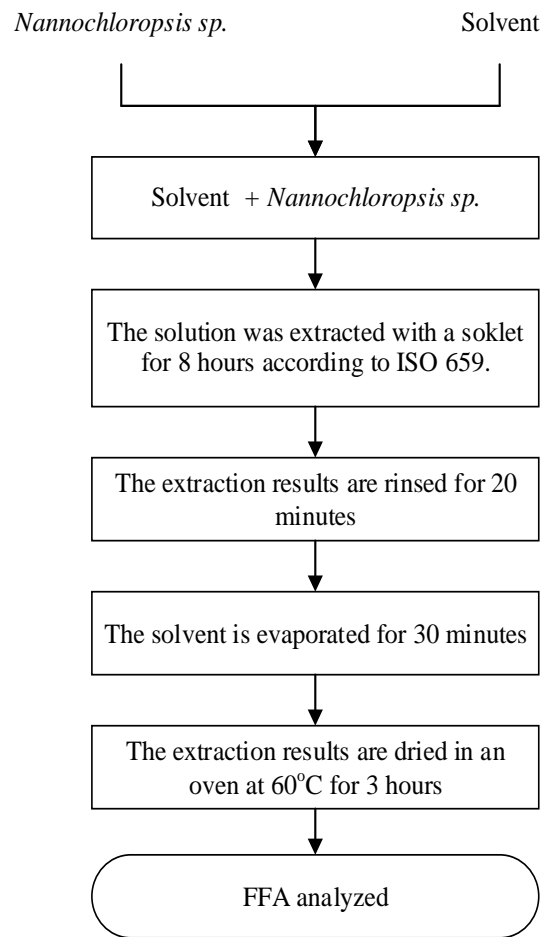 Nannochloropsis sp.
Solvent
Solvent + Nannochloropsis sp.
The solution was extracted with a soklet
for 8 hours according to ISO 659.
The extraction results are rinsed for 20
minutes
The solvent is evaporated for 30 minutes
The extraction results are dried in an
oven at 60°C for 3 hours
FFA analyzed